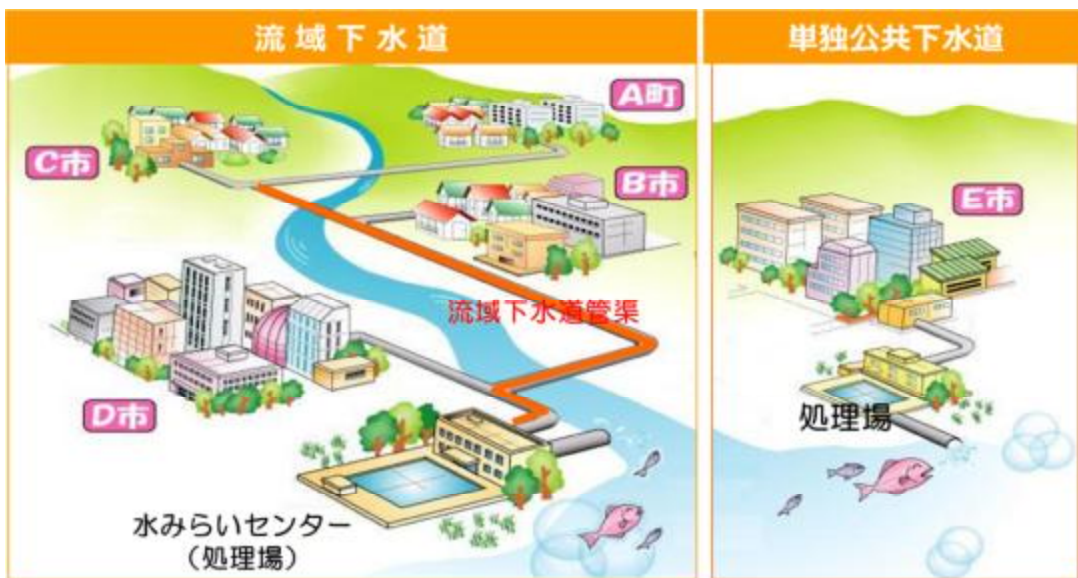 流域下水道
単独公共下水道
A町
C市
B市
E市
流域下水道管渠
D市
処理場
水みらいセンター
（処理場）